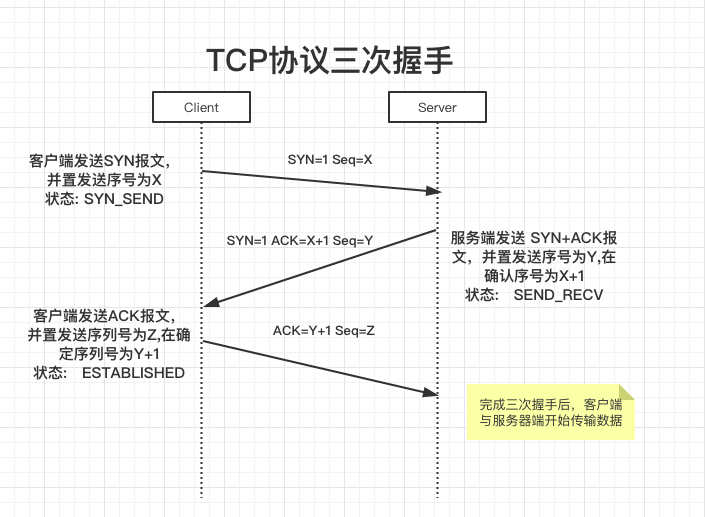 TCP协议三次握手
Client
Server
客户端发送SYN报文，
并置发送序号为X
状态: SYN_SEND
SYN=1 Seq=X
SYN=1 ACK=X+1 Seq=Y
服务端发送 SYN+ACK报
文，并置发送序号为Y,在
确认序号为X+1
状态: SEND_RECV
客户端发送ACK报文，
并置发送序列号为Z,在确
定序列号为Y+1
状态: ESTABLISHED
ACK=Y+1 Seq=Z
完成三次握手后，客户端
与服务器端开始传输数据